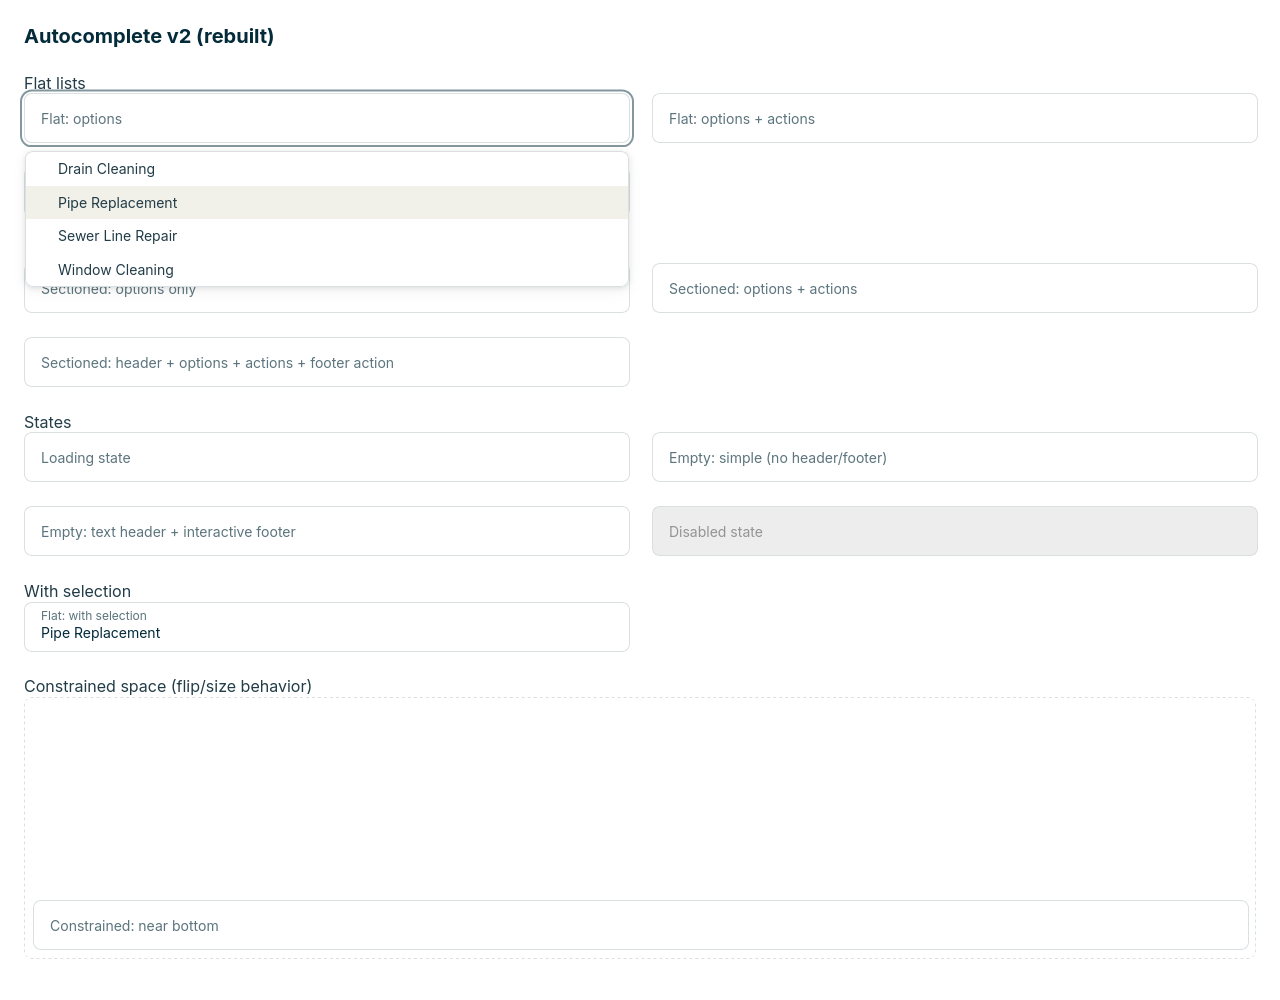 Autocomplete v2 (rebuilt)
Flat lists
Flat: options
Flat: options + actions
Drain Cleaning
Pipe Replacement
Sewer Line Repair
Window Cleaning
Sectioned: options only
Sectioned: options + actions
Sectioned: header + options + actions + footer action
States
Loading state
Empty: simple (no header/footer)
Empty: text header + interactive footer
Disabled state
With selection
Flat: with selection
Pipe Replacement
Constrained space (flip/size behavior)
Constrained: near bottom